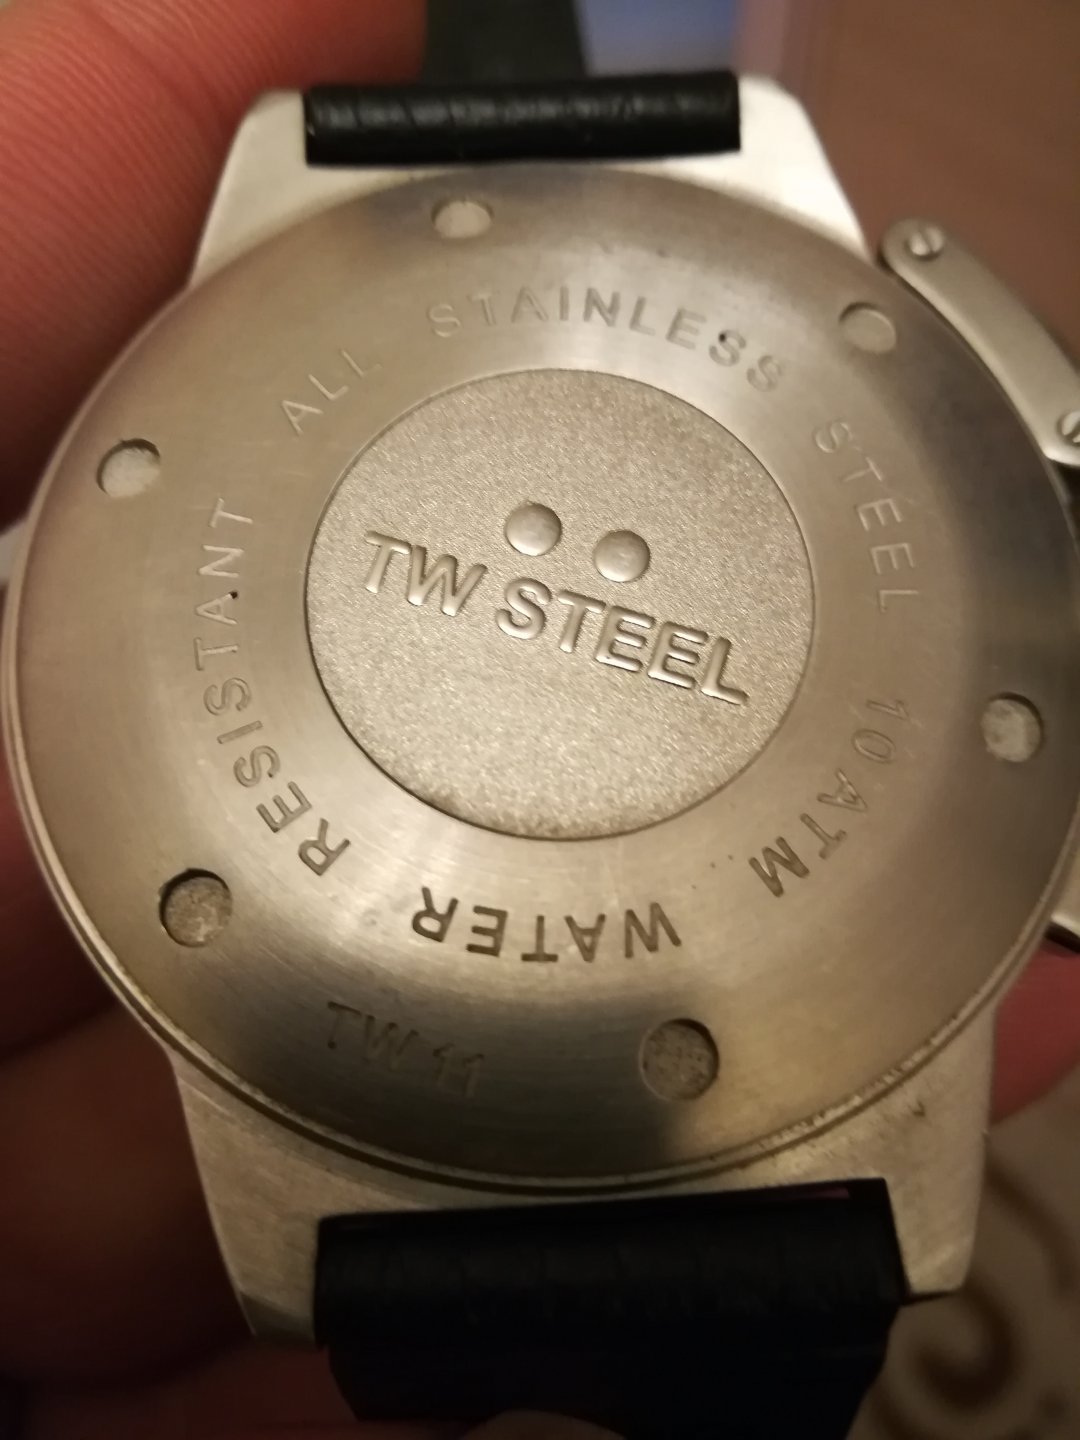 TW STEEL
ALL STAINLESS STEEL 10 ATM WATER RESISTANT
TW 11